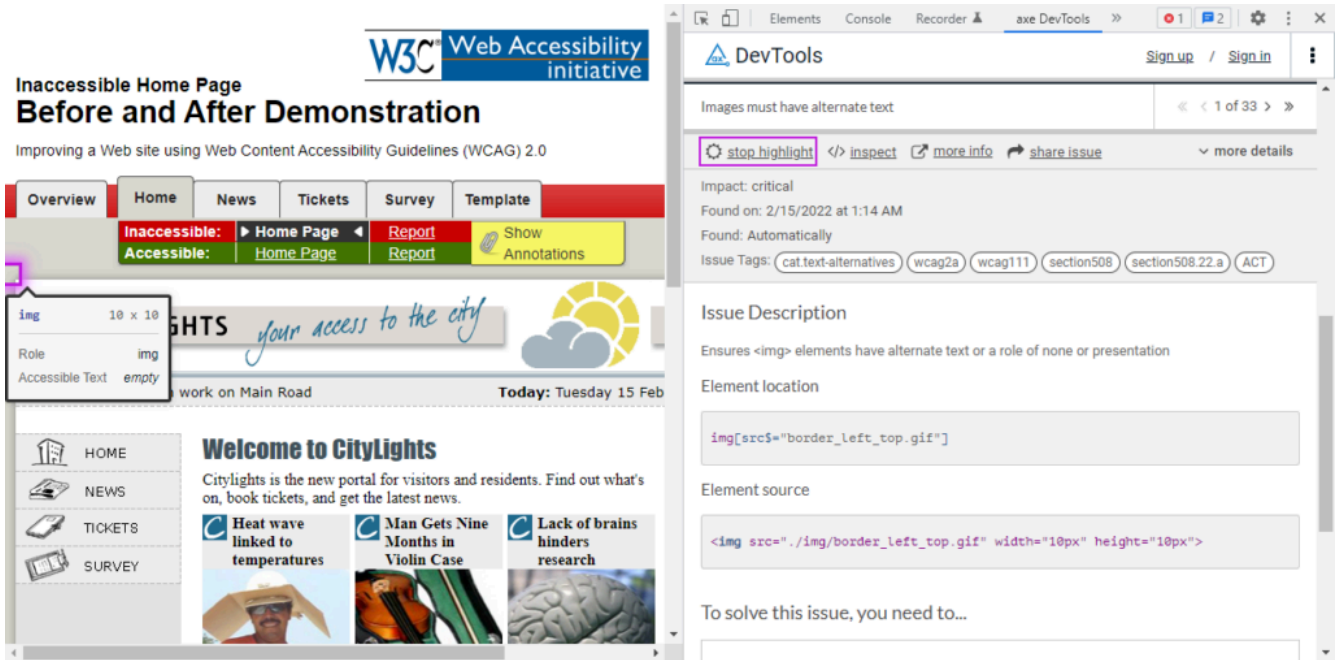 W3C® Web Accessibility
initiative
Inaccessible Home Page
Before and After Demonstration
Improving a Web site using Web Content Accessibility Guidelines (WCAG) 2.0
Overview Home News Tickets Survey Template
Inaccessible: Home Page Report
Accessible: Home Page Report
Show
Annotations
img 10 x 10
Role img
Accessible Text empty
GHTS your access to the city
work on Main Road
Today: Tuesday 15 Feb
HOME
NEWS
TICKETS
SURVEY
Welcome to CityLights
Citylights is the new portal for visitors and residents. Find out what's
on, book tickets, and get the latest news.
C Heat wave
linked to
temperatures
C Man Gets Nine
Months in
Violin Case
C Lack of brains
hinders
research
Elements Console Recorder axe DevTools » 1 2
ax DevTools
Sign up / Sign in
Images must have alternate text
« < 1 of 33 > »
stop highlight </> inspect more info share issue more details
Impact: critical
Found on: 2/15/2022 at 1:14 AM
Found: Automatically
Issue Tags: cat.text-alternatives wcag2a wcag111 section508 section508.22.a ACT
Issue Description
Ensures <img> elements have alternate text or a role of none or presentation
Element location
img[src$="border_left_top.gif"]
Element source
<img src="./img/border_left_top.gif" width="10px" height="10px">
To solve this issue, you need to...